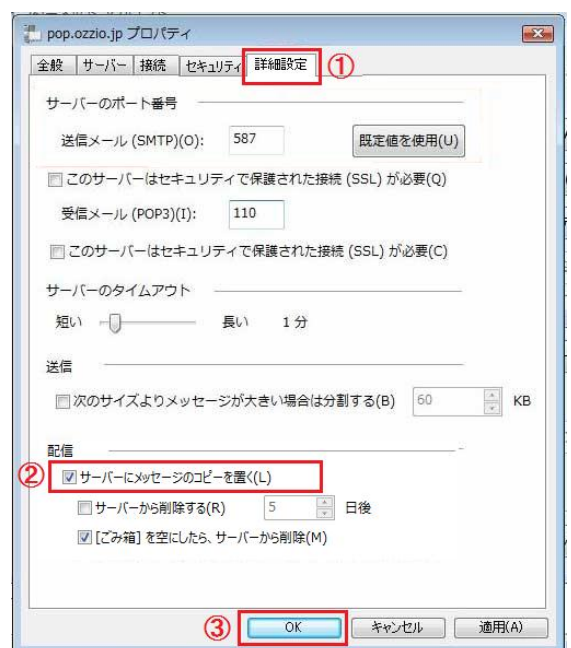 pop.ozzio.jp プロパティ
全般 サーバー 接続 セキュリティ 詳細設定 ①
サーバーのポート番号
送信メール (SMTP)(O): 587 既定値を使用(U)
このサーバーはセキュリティで保護された接続 (SSL) が必要(Q)
受信メール (POP3)(I): 110
このサーバーはセキュリティで保護された接続 (SSL) が必要(C)
サーバーのタイムアウト
短い 長い 1 分
送信
次のサイズよりメッセージが大きい場合は分割する(B) 60 KB
配信
② サーバーにメッセージのコピーを置く(L)
サーバーから削除する(R) 5 日後
[ごみ箱] を空にしたら、サーバーから削除(M)
③ OK キャンセル 適用(A)